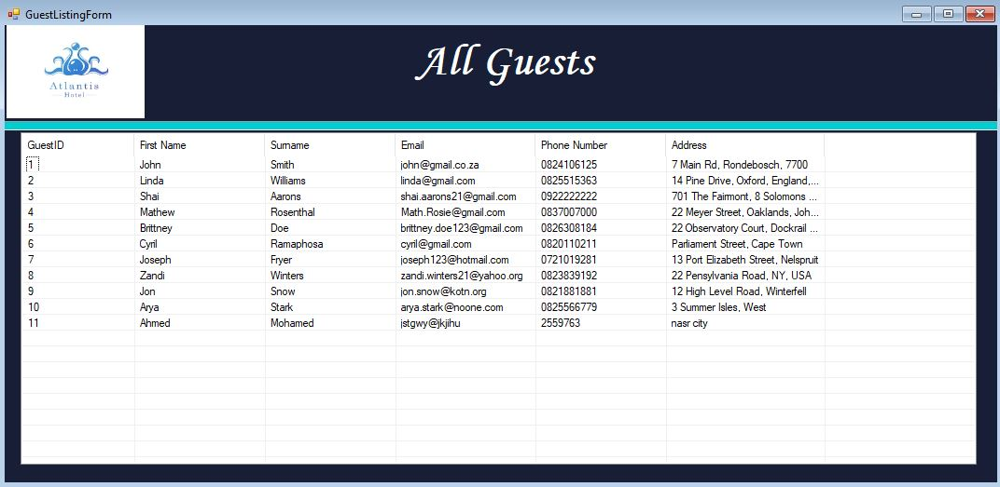 GuestListingForm
Atlantis
Hotel
All Guests
GuestID First Name Surname Email Phone Number Address
1 John Smith john@gmail.co.za 0824106125 7 Main Rd, Rondebosch, 7700
2 Linda Williams linda@gmail.com 0825515363 14 Pine Drive, Oxford, England,...
3 Shai Aarons shai.aarons21@gmail.com 0922222222 701 The Fairmont, 8 Solomons ...
4 Mathew Rosenthal Math.Rosie@gmail.com 0837007000 22 Meyer Street, Oaklands, Joh...
5 Brittney Doe brittney.doe123@gmail.com 0826308184 22 Observatory Court, Dockrail ...
6 Cyril Ramaphosa cyril@gmail.com 0820110211 Parliament Street, Cape Town
7 Joseph Fryer joseph123@hotmail.com 0721019281 13 Port Elizabeth Street, Nelspruit
8 Zandi Winters zandi.winters21@yahoo.org 0823839192 22 Pensylvania Road, NY, USA
9 Jon Snow jon.snow@kotn.org 0821881881 12 High Level Road, Winterfell
10 Arya Stark arya.stark@noone.com 0825566779 3 Summer Isles, West
11 Ahmed Mohamed jstgwy@jkjihu 2559763 nasr city